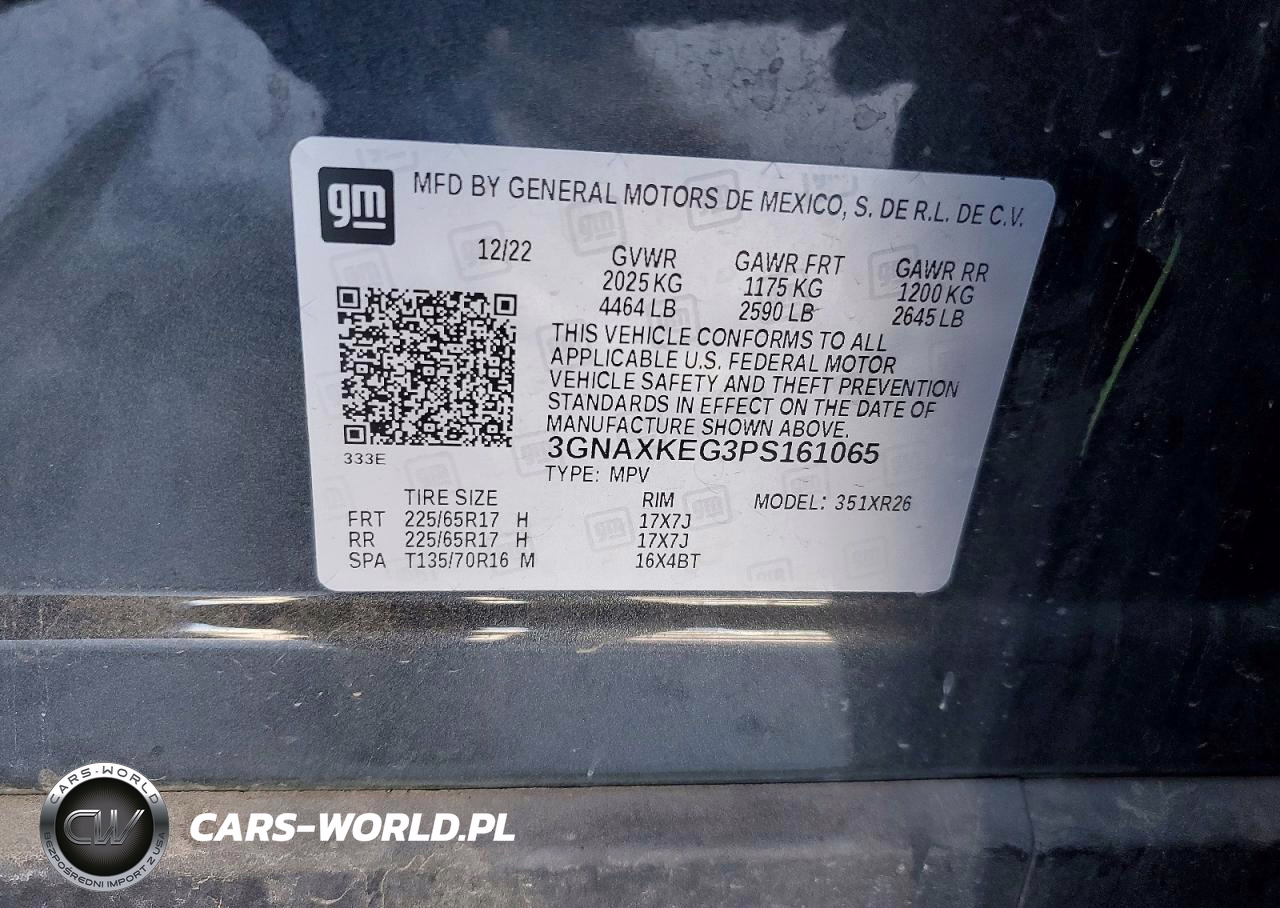 gm MFD BY GENERAL MOTORS DE MEXICO, S. DE R.L. DE C.V.
12/22 GVWR GAWR FRT GAWR RR
2025 KG 1175 KG 1200 KG
4464 LB 2590 LB 2645 LB
THIS VEHICLE CONFORMS TO ALL
APPLICABLE U.S. FEDERAL MOTOR
VEHICLE SAFETY AND THEFT PREVENTION
STANDARDS IN EFFECT ON THE DATE OF
MANUFACTURE SHOWN ABOVE.
333E
3GNAXKEG3PS161065
TYPE: MPV
TIRE SIZE RIM MODEL: 351XR26
FRT 225/65R17 H 17X7J
RR 225/65R17 H 17X7J
SPA T135/70R16 M 16X4BT
CARS-WORLD
CW
BEZPOŚREDNI IMPORT Z USA
CARS-WORLD.PL